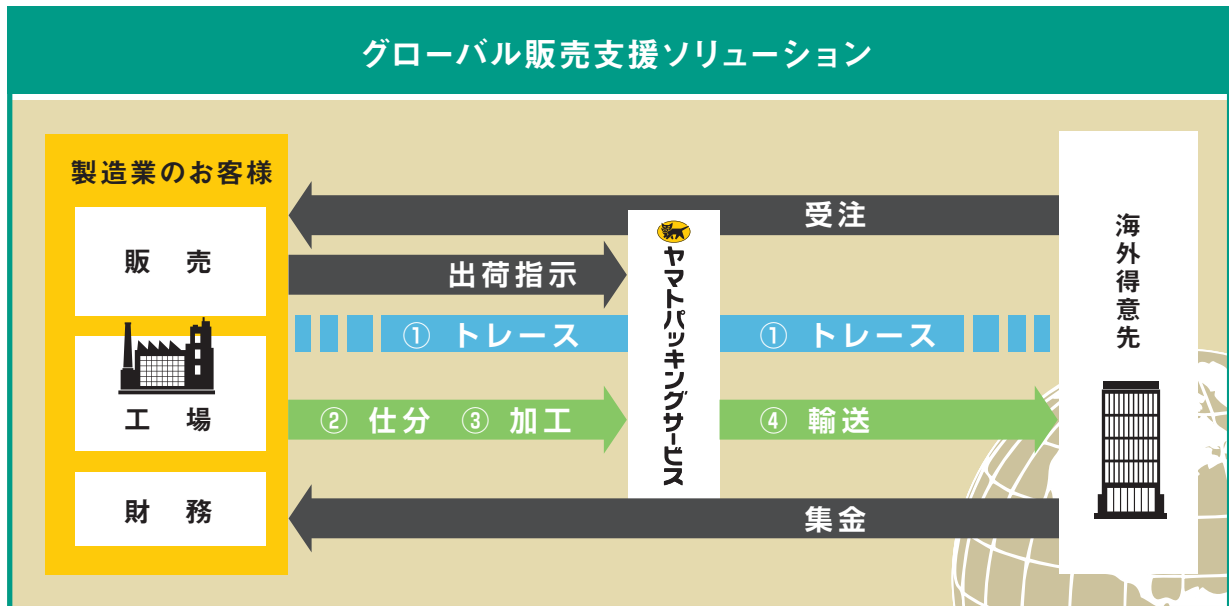 グローバル販売支援ソリューション
製造業のお客様
販 売
工 場
財 務
受注
出荷指示
① トレース
① トレース
② 仕分 ③ 加工
④ 輸送
集金
ヤマトパッキングサービス
海外得意先